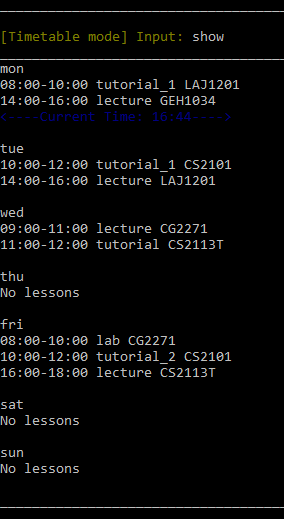 [Timetable mode] Input: show
mon
08:00-10:00 tutorial_1 LAJ1201
14:00-16:00 lecture GEH1034
<----Current Time: 16:44---->
tue
10:00-12:00 tutorial_1 CS2101
14:00-16:00 lecture LAJ1201
wed
09:00-11:00 lecture CG2271
11:00-12:00 tutorial CS2113T
thu
No lessons
fri
08:00-10:00 lab CG2271
10:00-12:00 tutorial_2 CS2101
16:00-18:00 lecture CS2113T
sat
No lessons
sun
No lessons